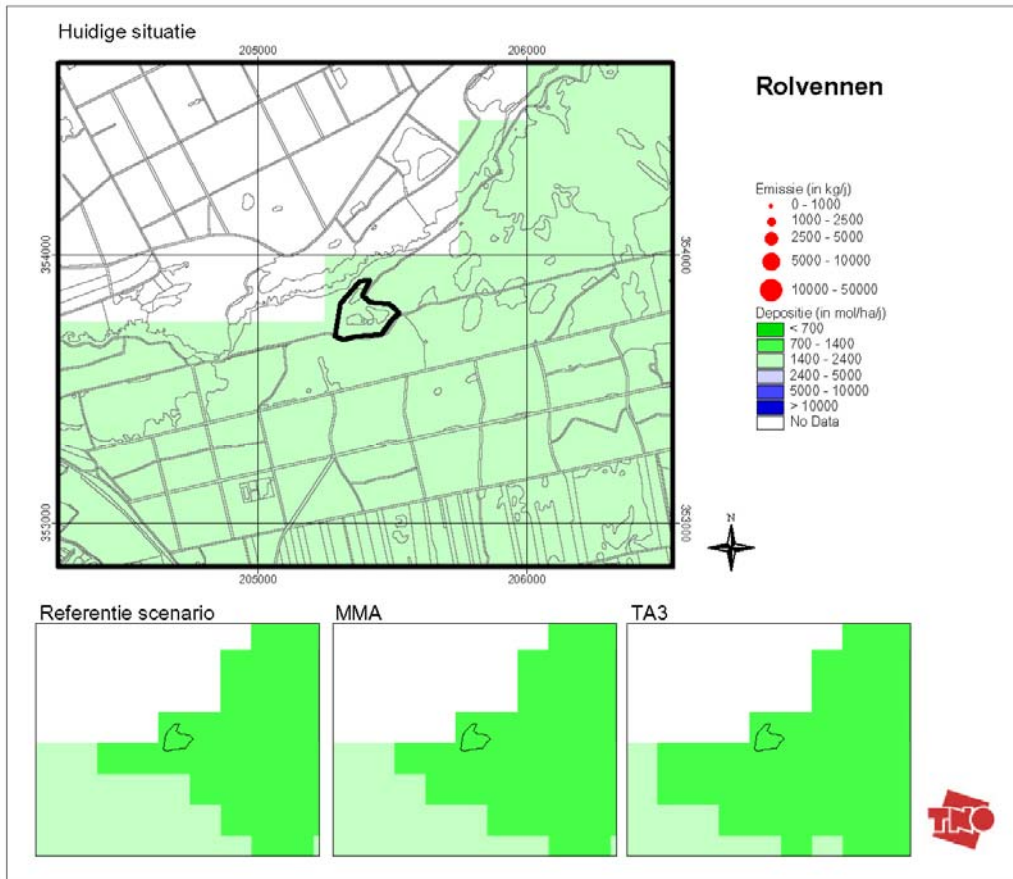 Huidige situatie
205000
206000
Rolvennen
Emissie (in kg/j)
0 - 1000
1000 - 2500
2500 - 5000
5000 - 10000
10000 - 50000
Depositie (in mol/ha/j)
< 700
700 - 1400
1400 - 2400
2400 - 5000
5000 - 10000
> 10000
No Data
354000
354000
353000
353000
N
205000
206000
Referentie scenario
MMA
TA3
TNO